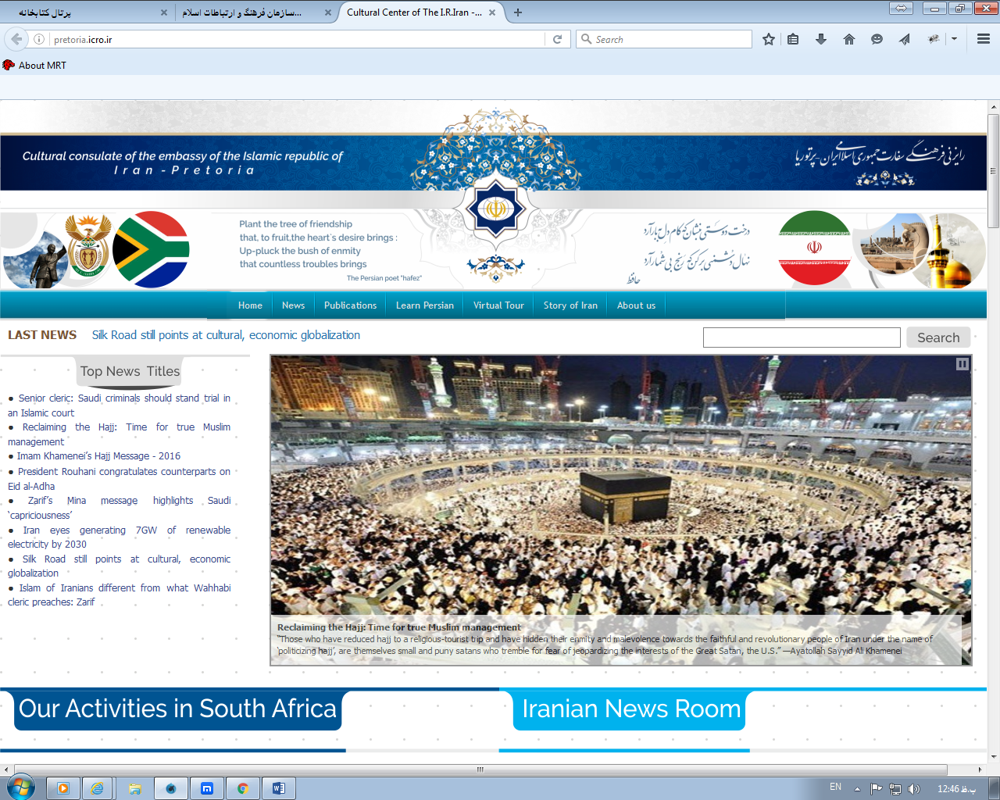 پرتال کتابخانه
سازمان فرهنگ و ارتباطات اسلام...
Cultural Center of The I.R.Iran -...
pretoria.icro.ir
Search
About MRT
Cultural consulate of the embassy of the Islamic republic of
Iran - Pretoria
رایزنی فرهنگی سفارت جمهوری اسلامی ایران - پرتوریا
Plant the tree of friendship
that, to fruit,the heart`s desire brings :
Up-pluck the bush of enmity
that countless troubles brings
The Persian poet "hafez"
درخت دوستی بنشان که کام دل به بار آرد
نهال دشمنی برکن که رنج بی شمار آرد
حافظ
Home
News
Publications
Learn Persian
Virtual Tour
Story of Iran
About us
LAST NEWS
Silk Road still points at cultural, economic globalization
Search
Top News Titles
● Senior cleric: Saudi criminals should stand trial in
an Islamic court
● Reclaiming the Hajj: Time for true Muslim
management
● Imam Khamenei’s Hajj Message - 2016
● President Rouhani congratulates counterparts on
Eid al-Adha
● Zarif’s Mina message highlights Saudi
‘capriciousness’
● Iran eyes generating 7GW of renewable
electricity by 2030
● Silk Road still points at cultural, economic
globalization
● Islam of Iranians different from what Wahhabi
cleric preaches: Zarif
Reclaiming the Hajj: Time for true Muslim management
“Those who have reduced hajj to a religious-tourist trip and have hidden their enmity and malevolence towards the faithful and revolutionary people of Iran under the name of
‘politicizing hajj’, are themselves small and puny satans who tremble for fear of jeopardizing the interests of the Great Satan, the U.S.” —Ayatollah Sayyid Ali Khamenei
Our Activities in South Africa
Iranian News Room
EN
12:46 ب.ظ